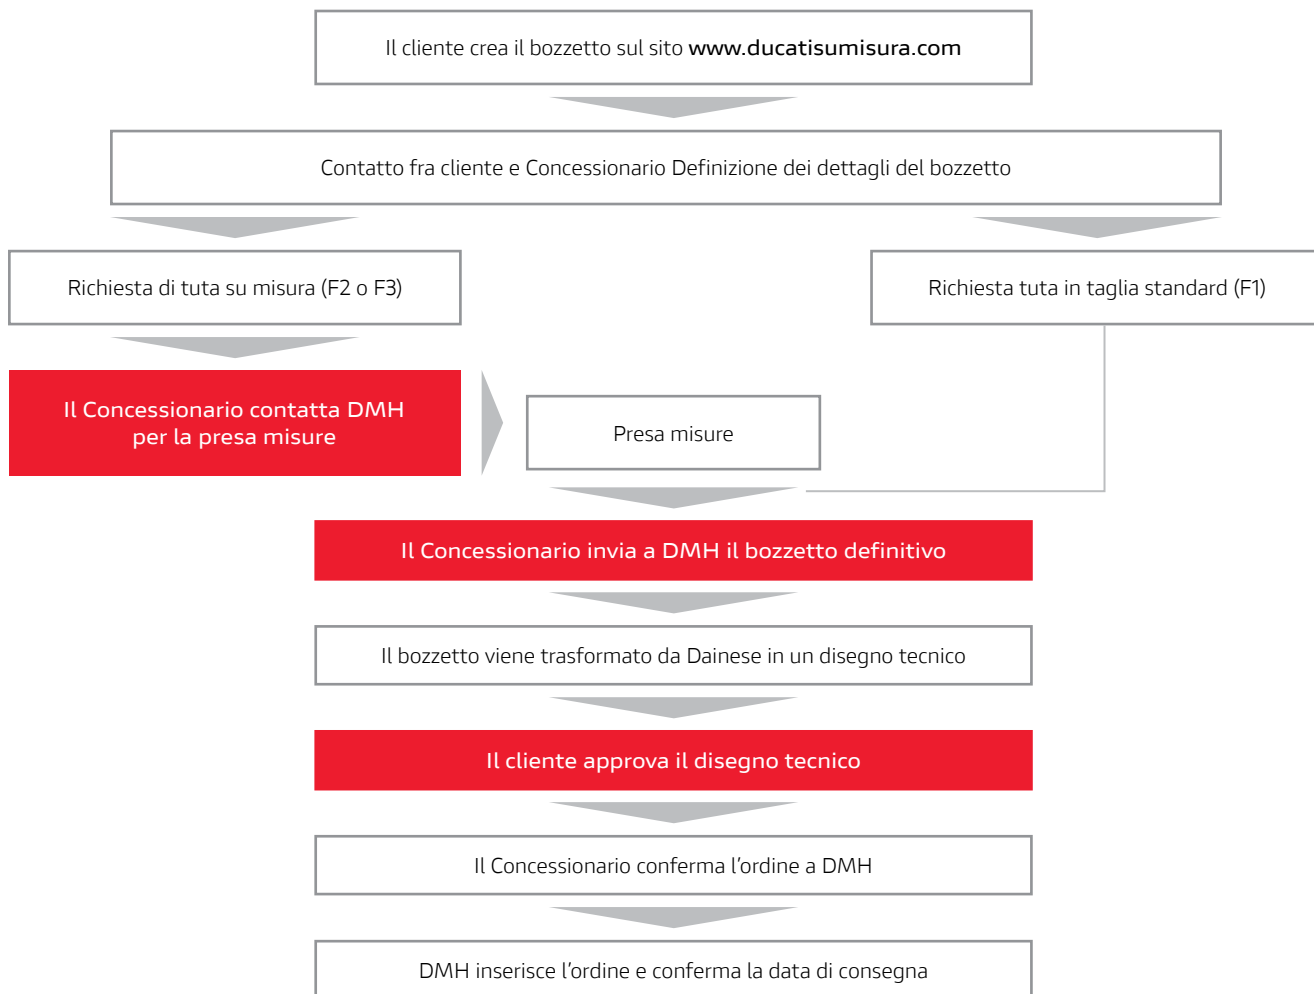 Il cliente crea il bozzetto sul sito www.ducatisumisura.com
Contatto fra cliente e Concessionario Definizione dei dettagli del bozzetto
Richiesta di tuta su misura (F2 o F3)
Richiesta tuta in taglia standard (F1)
Il Concessionario contatta DMH
per la presa misure
Presa misure
Il Concessionario invia a DMH il bozzetto definitivo
Il bozzetto viene trasformato da Dainese in un disegno tecnico
Il cliente approva il disegno tecnico
Il Concessionario conferma l’ordine a DMH
DMH inserisce l’ordine e conferma la data di consegna